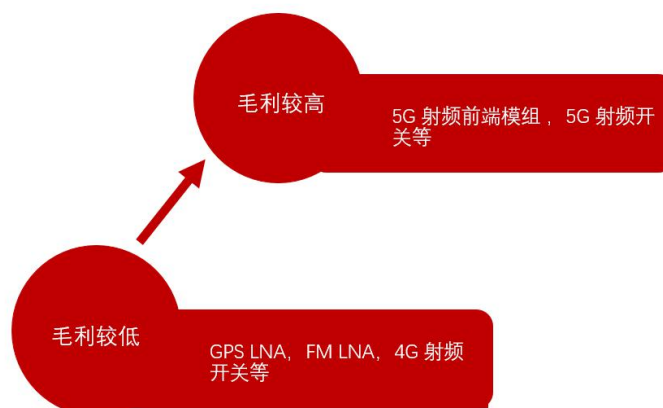 毛利较高
5G 射频前端模组， 5G 射频开
关等
毛利较低
GPS LNA，FM LNA，4G 射频
开关等